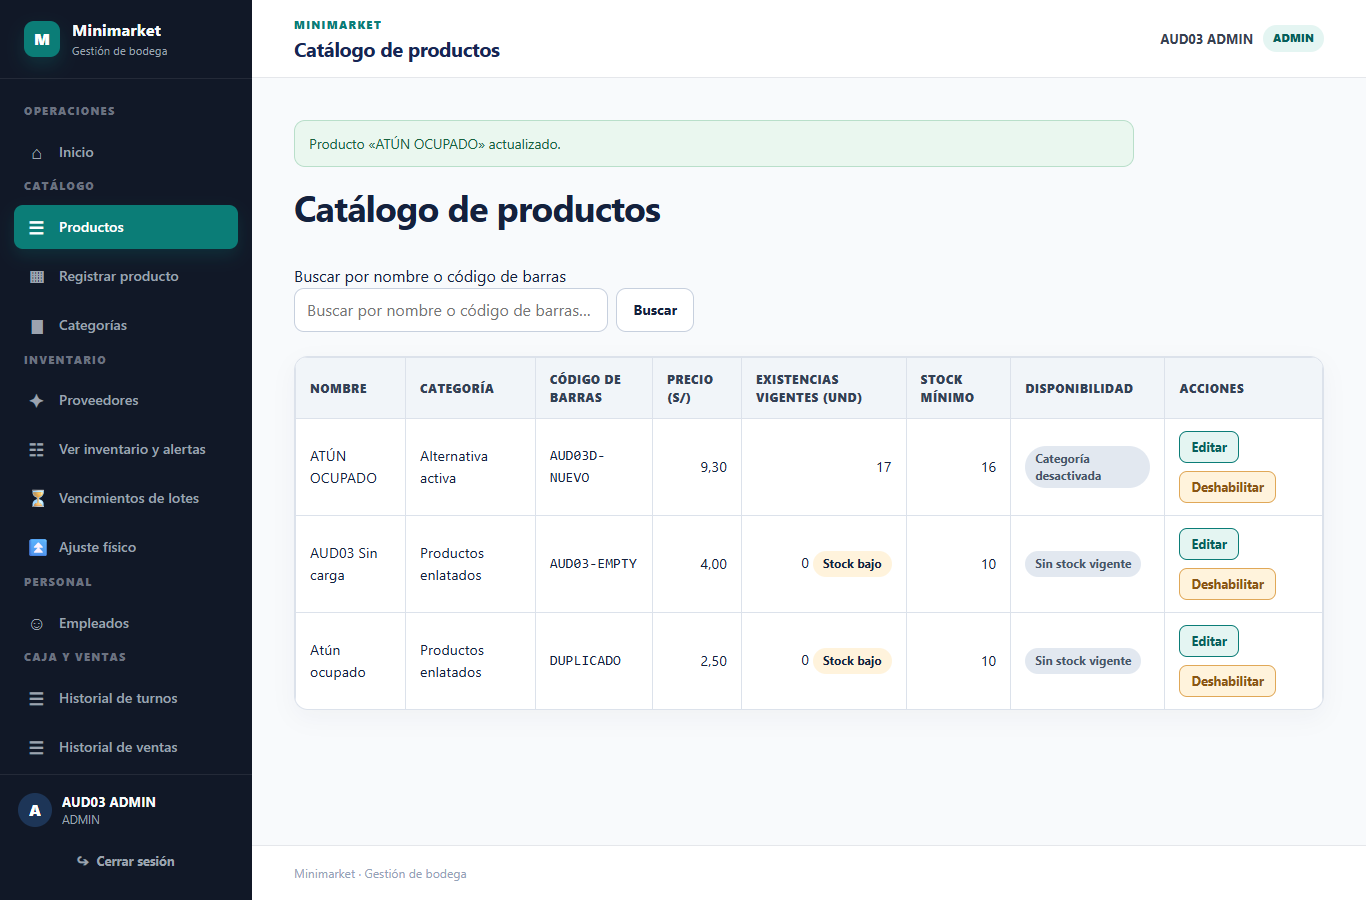 M
Minimarket
Gestión de bodega
OPERACIONES
Inicio
CATÁLOGO
Productos
Registrar producto
Categorías
INVENTARIO
Proveedores
Ver inventario y alertas
Vencimientos de lotes
Ajuste físico
PERSONAL
Empleados
CAJA Y VENTAS
Historial de turnos
Historial de ventas
A
AUD03 ADMIN
ADMIN
Cerrar sesión
MINIMARKET
Catálogo de productos
AUD03 ADMIN ADMIN
Producto «ATÚN OCUPADO» actualizado.
Catálogo de productos
Buscar por nombre o código de barras
Buscar por nombre o código de barras... Buscar
NOMBRE CATEGORÍA CÓDIGO DE BARRAS PRECIO (S/) EXISTENCIAS VIGENTES (UND) STOCK MÍNIMO DISPONIBILIDAD ACCIONES
ATÚN OCUPADO Alternativa activa AUD03D-NUEVO 9,30 17 16 Categoría desactivada Editar Deshabilitar
AUD03 Sin carga Productos enlatados AUD03-EMPTY 4,00 0 Stock bajo 10 Sin stock vigente Editar Deshabilitar
Atún ocupado Productos enlatados DUPLICADO 2,50 0 Stock bajo 10 Sin stock vigente Editar Deshabilitar
Minimarket · Gestión de bodega